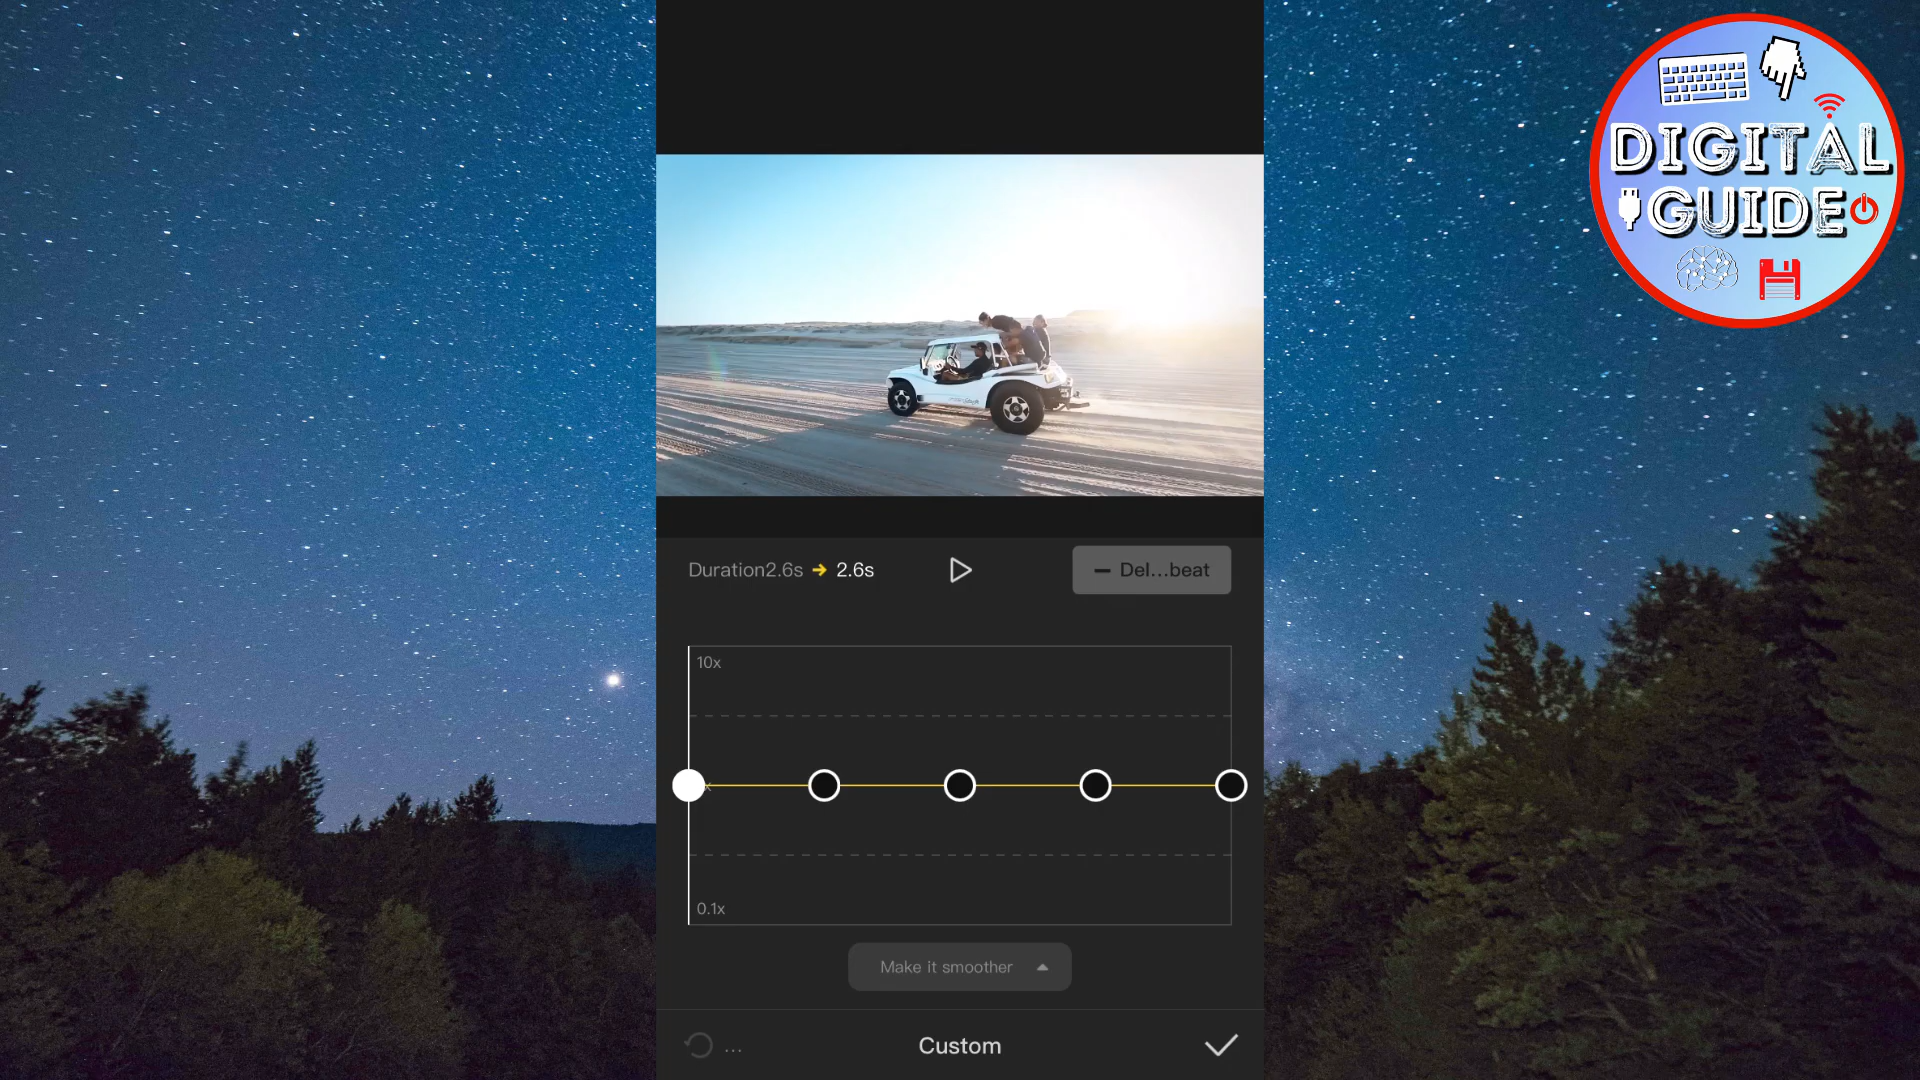 DIGITAL
GUIDE
Duration2.6s → 2.6s
Del...beat
10x
0.1x
Make it smoother
...
Custom